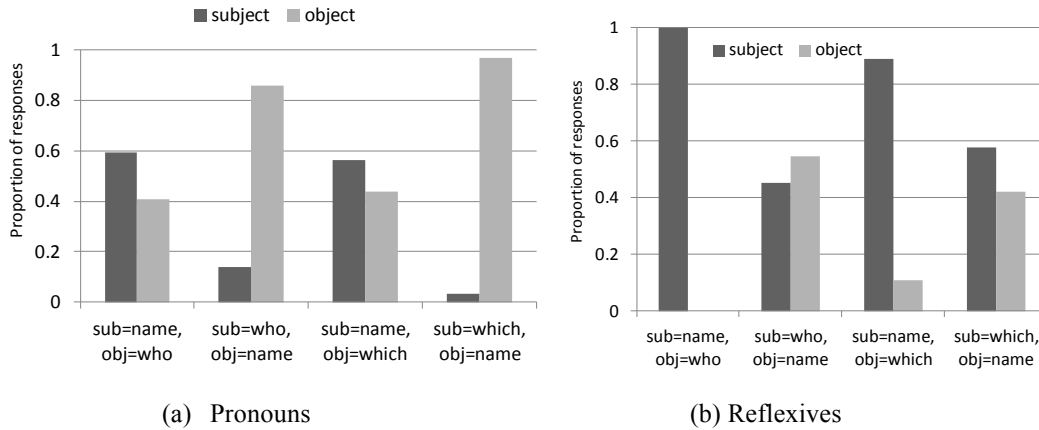 subject object
Proportion of responses
1
0.8
0.6
0.4
0.2
0
sub=name, obj=who
sub=who, obj=name
sub=name, obj=which
sub=which, obj=name
(a) Pronouns
subject object
Proportion of responses
1
0.8
0.6
0.4
0.2
0
sub=name, obj=who
sub=who, obj=name
sub=name, obj=which
sub=which, obj=name
(b) Reflexives